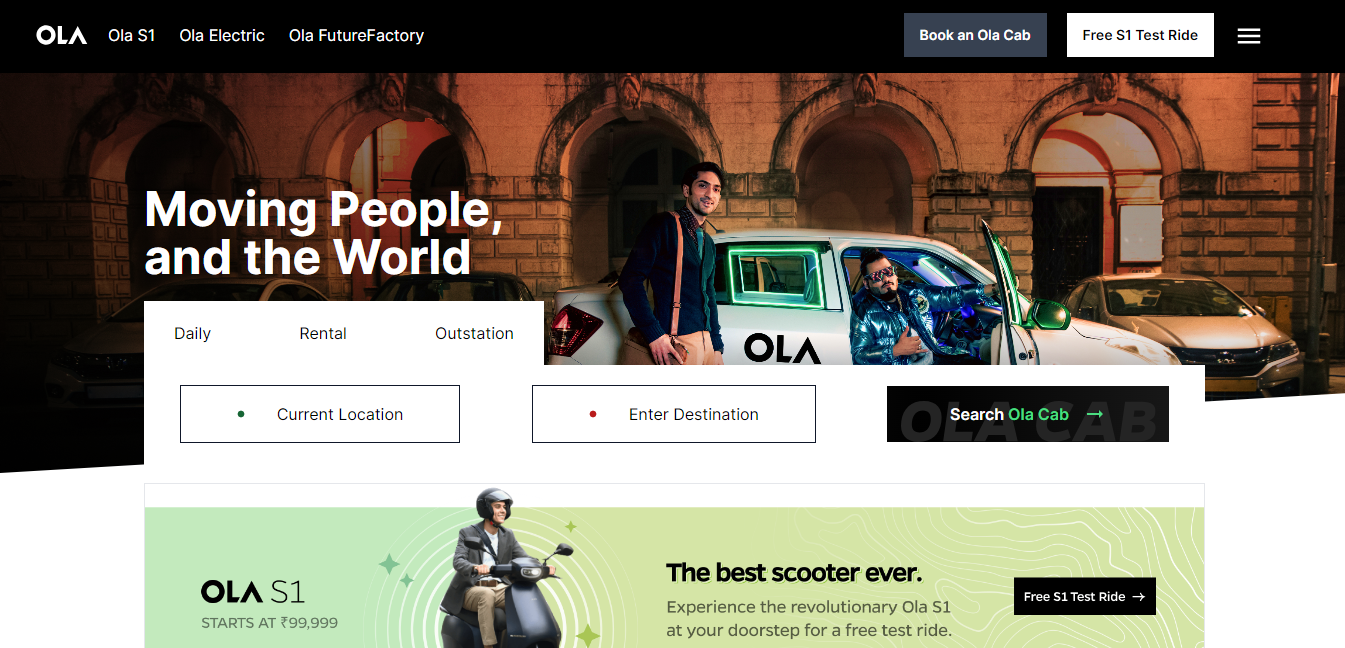 OLA Ola S1 Ola Electric Ola FutureFactory Book an Ola Cab Free S1 Test Ride
Moving People,
and the World
Daily Rental Outstation
OLA
Current Location Enter Destination Search Ola Cab →
OLA CAB
OLA S1
STARTS AT ₹99,999
The best scooter ever.
Experience the revolutionary Ola S1
at your doorstep for a free test ride.
Free S1 Test Ride →